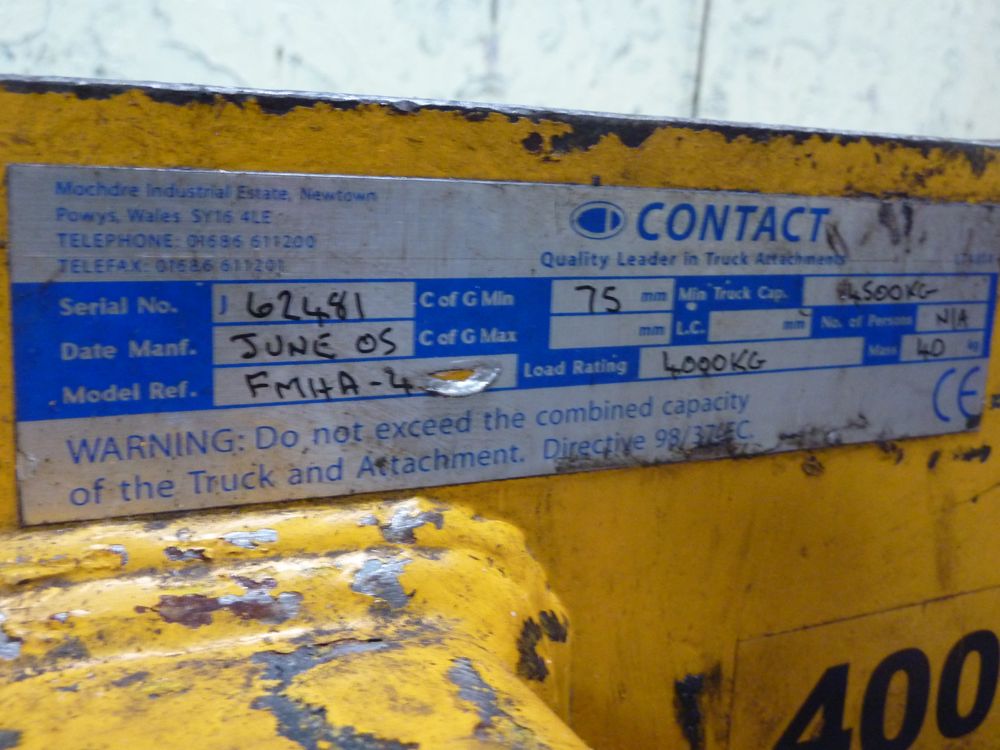 Mochdre Industrial Estate, Newtown
Powys, Wales SY16 4LE
TELEPHONE: 01686 611200
TELEFAX: 01686 611201
CONTACT
Quality Leader in Truck Attachments
Serial No. J 62481 C of G Min 75 mm Min Truck Cap. 4500KG
Date Manf. JUNE 05 C of G Max mm L.C. mm No. of Persons N/A
Model Ref. FMHA-4 Load Rating 4000KG Mass 40 kg
WARNING: Do not exceed the combined capacity
of the Truck and Attachment. Directive 98/37/EC.
CE
400